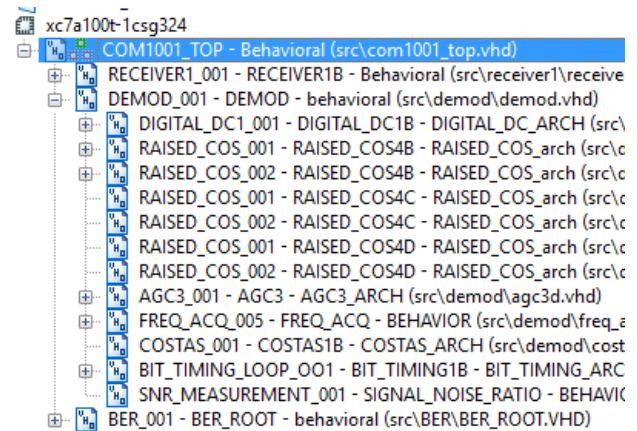 xc7a100t-1csg324
COM1001_TOP - Behavioral (src\com1001_top.vhd)
RECEIVER1_001 - RECEIVER1B - Behavioral (src\receiver1\receive
DEMOD_001 - DEMOD - behavioral (src\demod\demod.vhd)
DIGITAL_DC1_001 - DIGITAL_DC1B - DIGITAL_DC_ARCH (src\
RAISED_COS_001 - RAISED_COS4B - RAISED_COS_arch (src\d
RAISED_COS_002 - RAISED_COS4B - RAISED_COS_arch (src\d
RAISED_COS_001 - RAISED_COS4C - RAISED_COS_arch (src\d
RAISED_COS_002 - RAISED_COS4C - RAISED_COS_arch (src\d
RAISED_COS_001 - RAISED_COS4D - RAISED_COS_arch (src\d
RAISED_COS_002 - RAISED_COS4D - RAISED_COS_arch (src\d
AGC3_001 - AGC3 - AGC3_ARCH (src\demod\agc3d.vhd)
FREQ_ACQ_005 - FREQ_ACQ - BEHAVIOR (src\demod\freq_a
COSTAS_001 - COSTAS1B - COSTAS_ARCH (src\demod\cost
BIT_TIMING_LOOP_OO1 - BIT_TIMING1B - BIT_TIMING_ARC
SNR_MEASUREMENT_001 - SIGNAL_NOISE_RATIO - BEHAVIO
BER_001 - BER_ROOT - behavioral (src\BER\BER_ROOT.VHD)